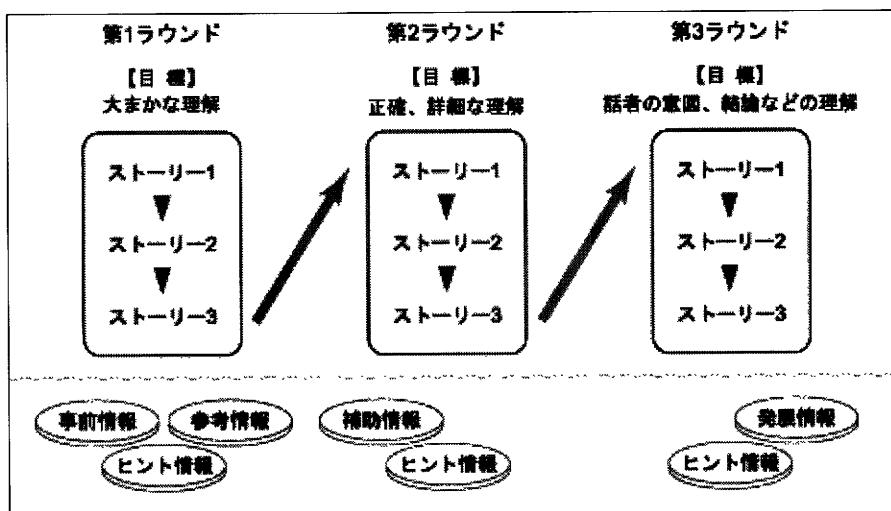 第1ラウンド
【目 標】
大まかな理解
ストーリー1
ストーリー2
ストーリー3
第2ラウンド
【目 標】
正確、詳細な理解
ストーリー1
ストーリー2
ストーリー3
第3ラウンド
【目 標】
話者の意図、結論などの理解
ストーリー1
ストーリー2
ストーリー3
事前情報
参考情報
ヒント情報
補助情報
ヒント情報
発展情報
ヒント情報